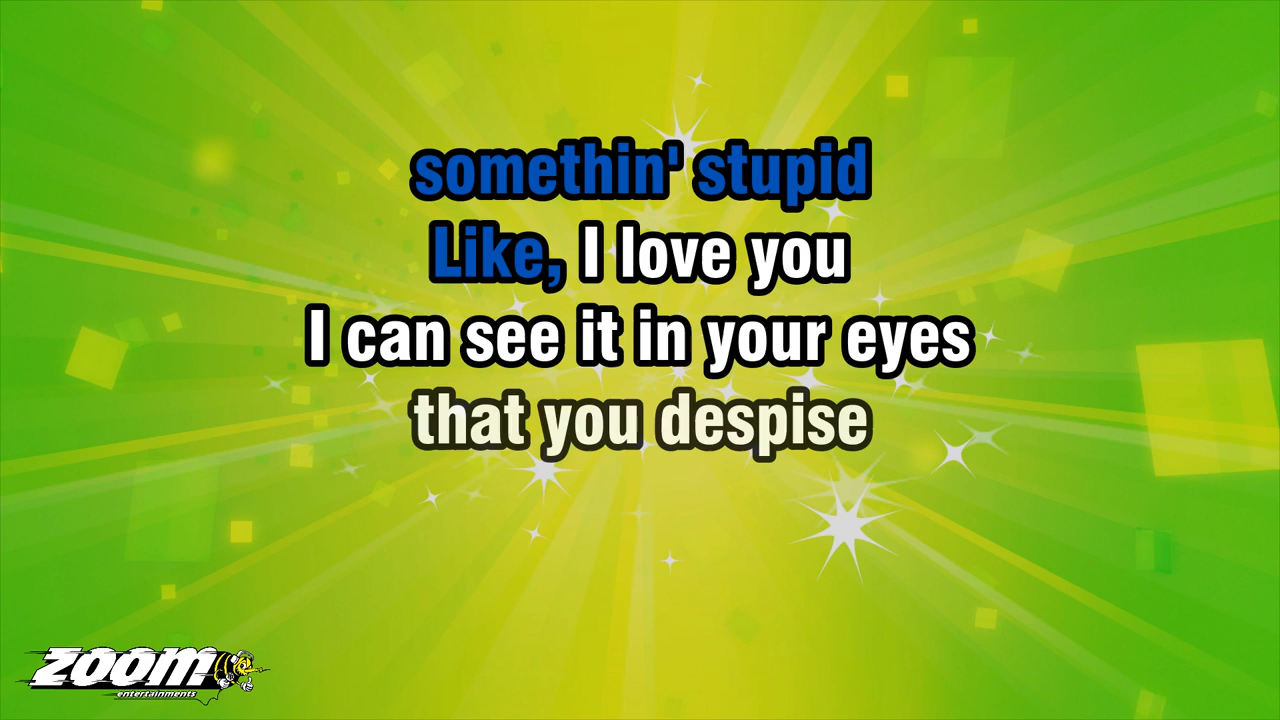 somethin' stupid
Like, I love you
I can see it in your eyes
that you despise
zoom
entertainments